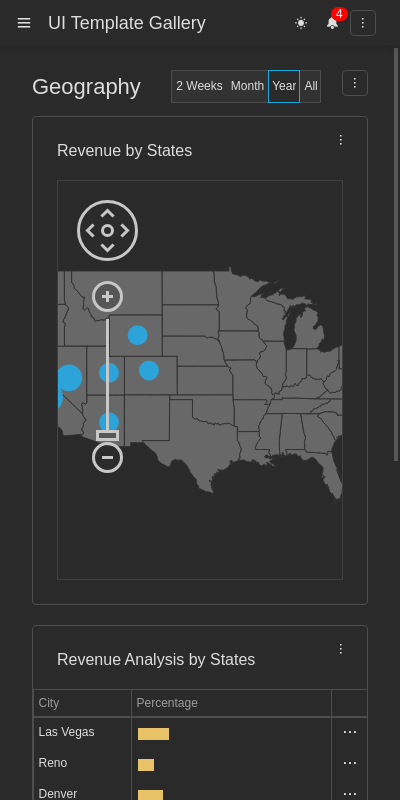 UI Template Gallery
4
Geography
2 Weeks Month Year All
Revenue by States
Revenue Analysis by States
City Percentage
Las Vegas
Reno
Denver